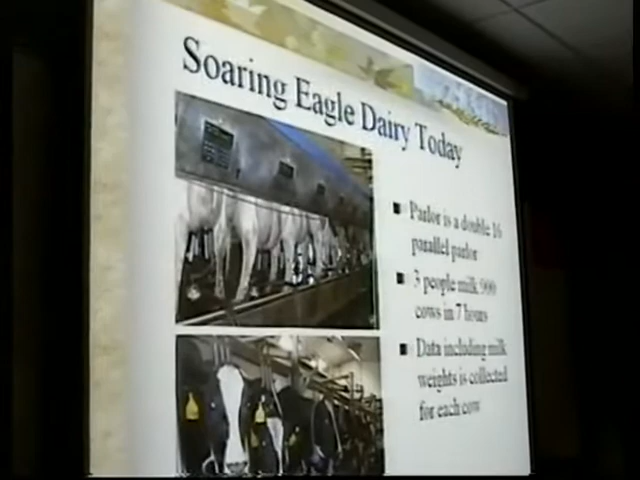 Soaring Eagle Dairy Today
Parlor is a double 16
parallel parlor
3 people milk 900
cows in 7 hours
Data including milk
weights is collected
for each cow